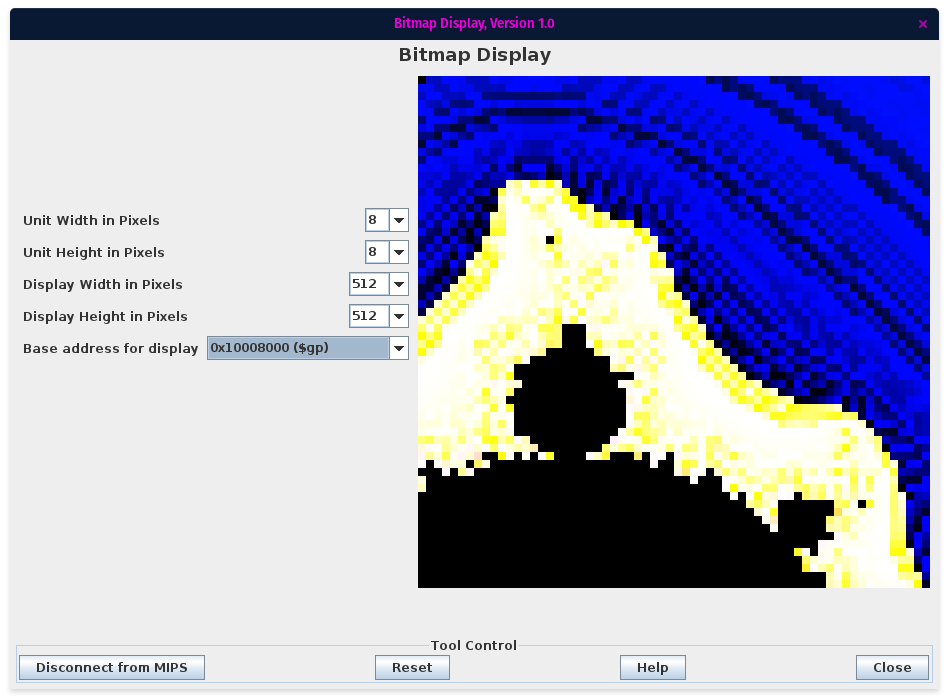 Bitmap Display, Version 1.0
×
Bitmap Display
Unit Width in Pixels 8
Unit Height in Pixels 8
Display Width in Pixels 512
Display Height in Pixels 512
Base address for display 0x10008000 ($gp)
Tool Control
Disconnect from MIPS Reset Help Close